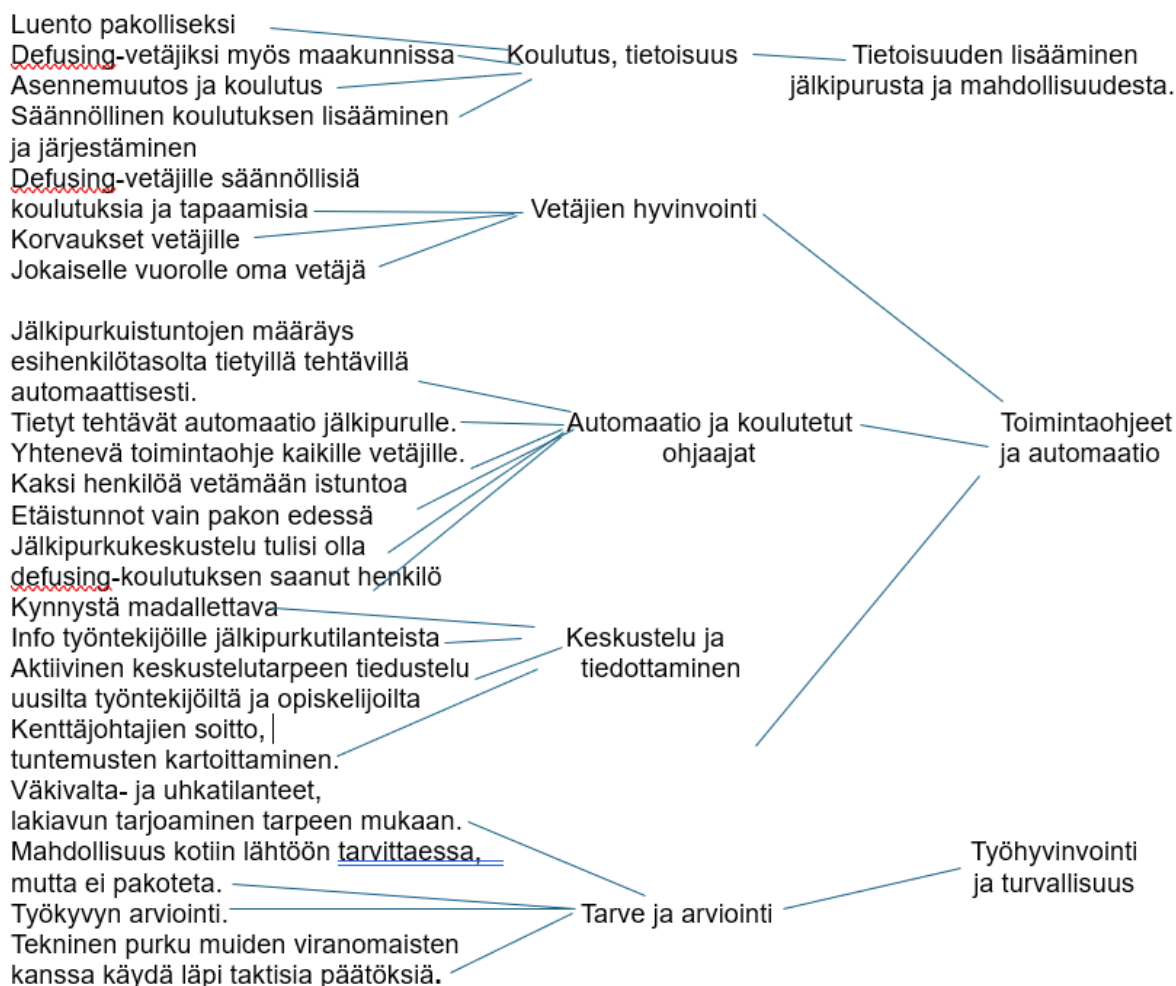 Luento pakolliseksi
Defusing-vetäjiksi myös maakunnissa
Asennemuutos ja koulutus
Säännöllinen koulutuksen lisääminen
ja järjestäminen
Defusing-vetäjille säännöllisiä
koulutuksia ja tapaamisia
Korvaukset vetäjille
Jokaiselle vuorolle oma vetäjä
Jälkipurkuistuntojen määräys
esihenkilötasolta tietyillä tehtävillä
automaattisesti.
Tietyt tehtävät automaatio jälkipurulle.
Yhtenevä toimintaohje kaikille vetäjille.
Kaksi henkilöä vetämään istuntoa
Etäistunnot vain pakon edessä
Jälkipurkukeskustelu tulisi olla
defusing-koulutuksen saanut henkilö
Kynnystä madallettava
Info työntekijöille jälkipurkutilanteista
Aktiivinen keskustelutarpeen tiedustelu
uusilta työntekijöiltä ja opiskelijoilta
Kenttäjohtajien soitto,
tuntemusten kartoittaminen.
Väkivalta- ja uhkatilanteet,
lakiavun tarjoaminen tarpeen mukaan.
Mahdollisuus kotiin lähtöön tarvittaessa,
mutta ei pakoteta.
Työkyvyn arviointi.
Tekninen purku muiden viranomaisten
kanssa käydä läpi taktisia päätöksiä.
Koulutus, tietoisuus
Vetäjien hyvinvointi
Automaatio ja koulutetut
ohjaajat
Keskustelu ja
tiedottaminen
Tarve ja arviointi
Tietoisuuden lisääminen
jälkipurusta ja mahdollisuudesta.
Toimintaohjeet
ja automaatio
Työhyvinvointi
ja turvallisuus